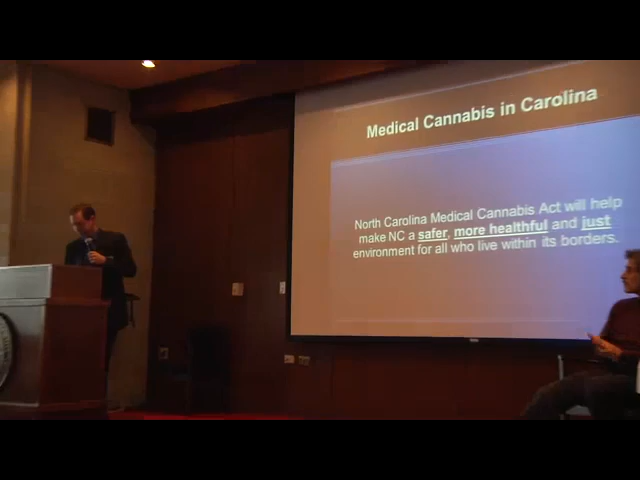 Medical Cannabis in Carolina
North Carolina Medical Cannabis Act will help
make NC a safer, more healthful and just
environment for all who live within its borders.